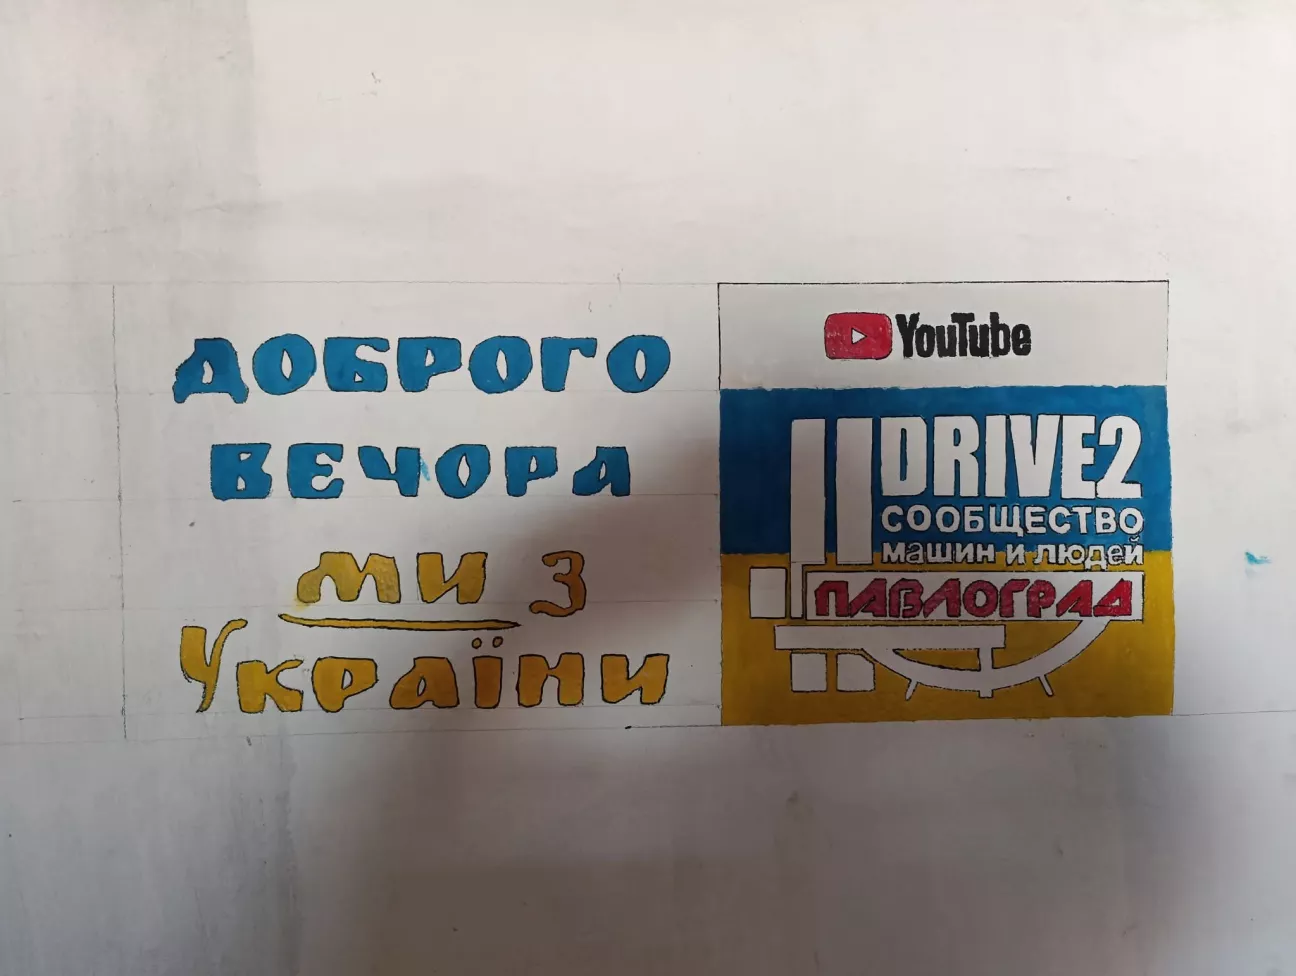 ДОБРОГО
ВЕЧОРА
МИ З
УКРАЇНИ
YouTube
DRIVE2
СООБЩЕСТВО
МАШИН И ЛЮДЕЙ
ПАВЛОГРАД